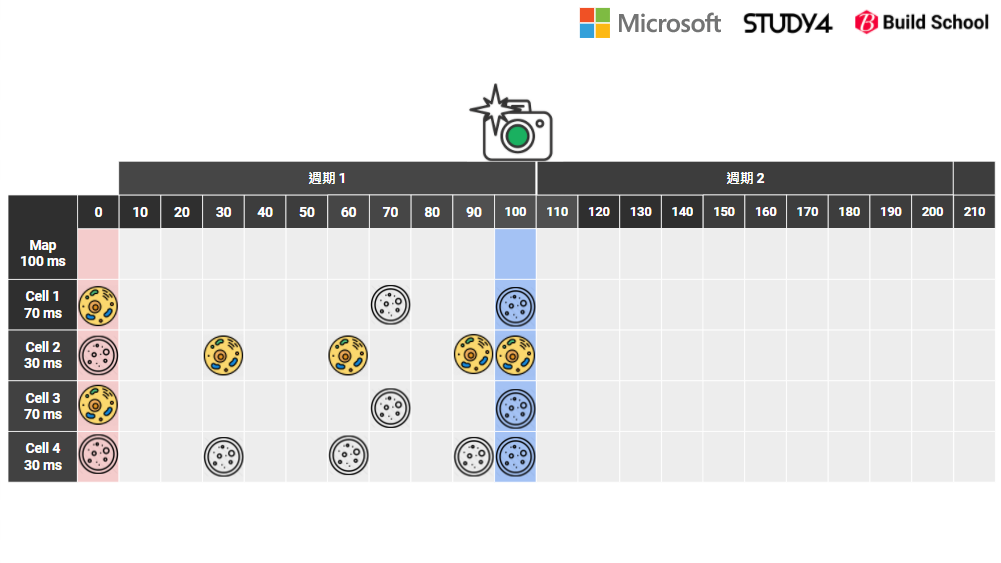 Microsoft STUDY4 Build School
週期 1 週期 2
0 10 20 30 40 50 60 70 80 90 100 110 120 130 140 150 160 170 180 190 200 210
Map
100 ms
Cell 1
70 ms
Cell 2
30 ms
Cell 3
70 ms
Cell 4
30 ms